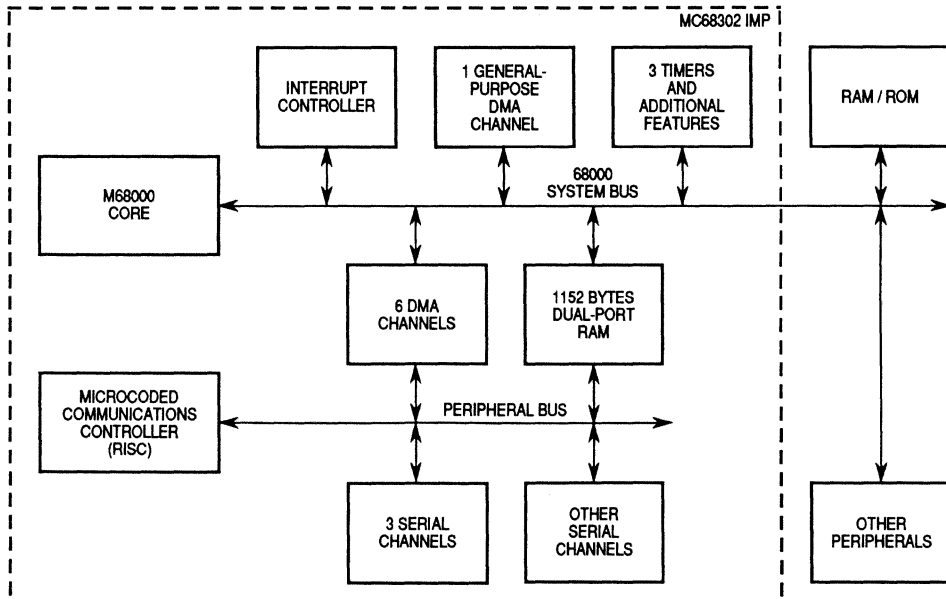 MC68302 IMP
INTERRUPT
CONTROLLER
1 GENERAL-
PURPOSE
DMA
CHANNEL
3 TIMERS
AND
ADDITIONAL
FEATURES
RAM / ROM
M68000
CORE
68000
SYSTEM BUS
6 DMA
CHANNELS
1152 BYTES
DUAL-PORT
RAM
MICROCODED
COMMUNICATIONS
CONTROLLER
(RISC)
PERIPHERAL BUS
3 SERIAL
CHANNELS
OTHER
SERIAL
CHANNELS
OTHER
PERIPHERALS